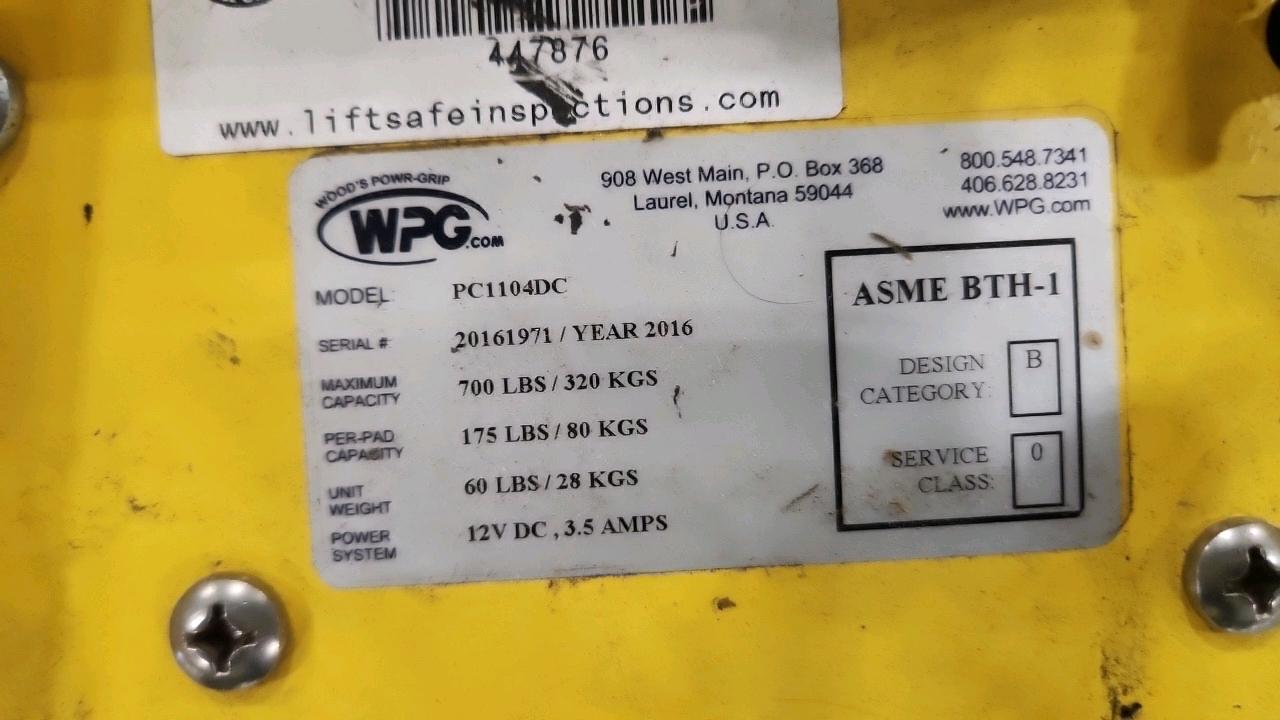 447876
www.liftsafeinspections.com
WOOD'S POWR-GRIP
WPG.COM
908 West Main, P.O. Box 368
Laurel, Montana 59044
U.S.A.
800.548.7341
406.628.8231
www.WPG.com
MODEL: PC1104DC
SERIAL #: 20161971 / YEAR 2016
MAXIMUM CAPACITY 700 LBS / 320 KGS
PER-PAD CAPACITY 175 LBS / 80 KGS
UNIT WEIGHT 60 LBS / 28 KGS
POWER SYSTEM 12V DC , 3.5 AMPS
ASME BTH-1
DESIGN CATEGORY: B
SERVICE CLASS: 0